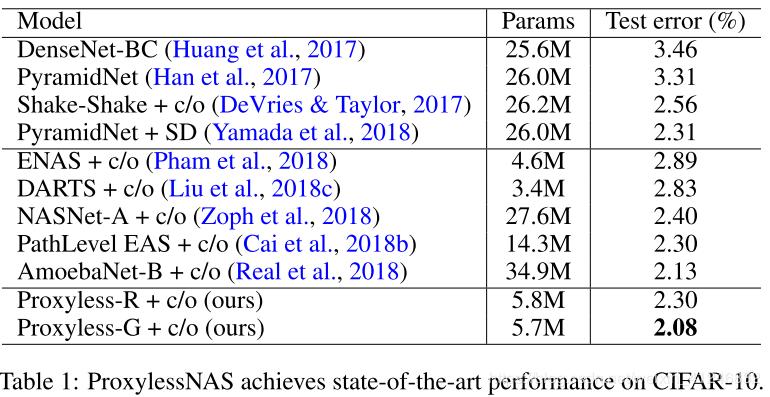 Model Params Test error (%)
DenseNet-BC (Huang et al., 2017) 25.6M 3.46
PyramidNet (Han et al., 2017) 26.0M 3.31
Shake-Shake + c/o (DeVries & Taylor, 2017) 26.2M 2.56
PyramidNet + SD (Yamada et al., 2018) 26.0M 2.31
ENAS + c/o (Pham et al., 2018) 4.6M 2.89
DARTS + c/o (Liu et al., 2018c) 3.4M 2.83
NASNet-A + c/o (Zoph et al., 2018) 27.6M 2.40
PathLevel EAS + c/o (Cai et al., 2018b) 14.3M 2.30
AmoebaNet-B + c/o (Real et al., 2018) 34.9M 2.13
Proxyless-R + c/o (ours) 5.8M 2.30
Proxyless-G + c/o (ours) 5.7M 2.08
Table 1: ProxylessNAS achieves state-of-the-art performance on CIFAR-10.